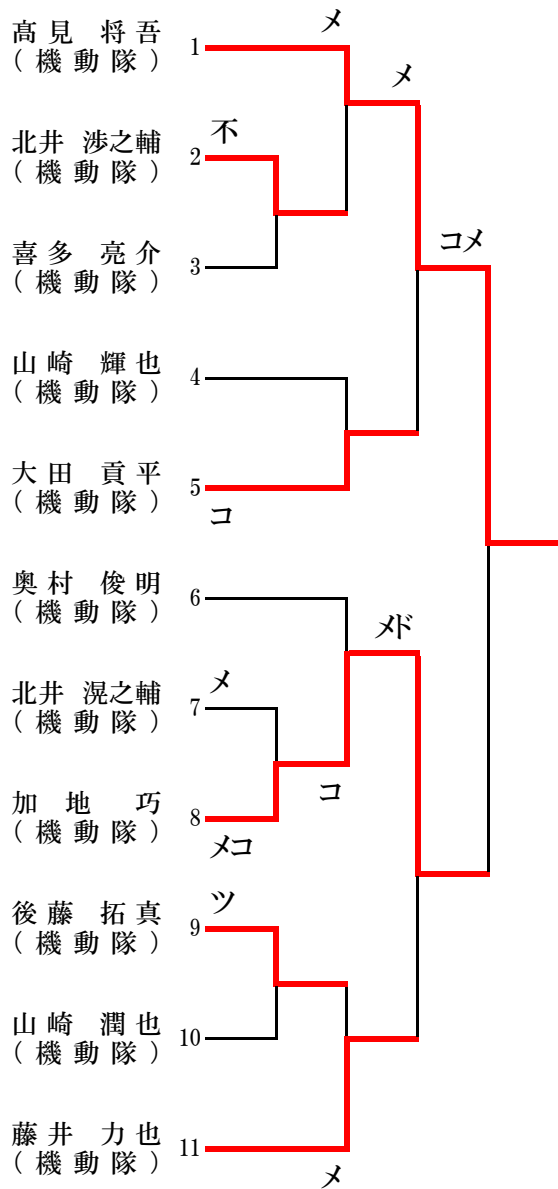 髙見 将吾
(機動隊)
1
メ
メ
北井 渉之輔
(機動隊)
2
不
喜多 亮介
(機動隊)
3
コメ
山崎 輝也
(機動隊)
4
大田 貢平
(機動隊)
5
コ
奥村 俊明
(機動隊)
6
メド
北井 滉之輔
(機動隊)
7
メ
コ
加地 巧
(機動隊)
8
メコ
後藤 拓真
(機動隊)
9
ツ
山崎 潤也
(機動隊)
10
藤井 力也
(機動隊)
11
メ